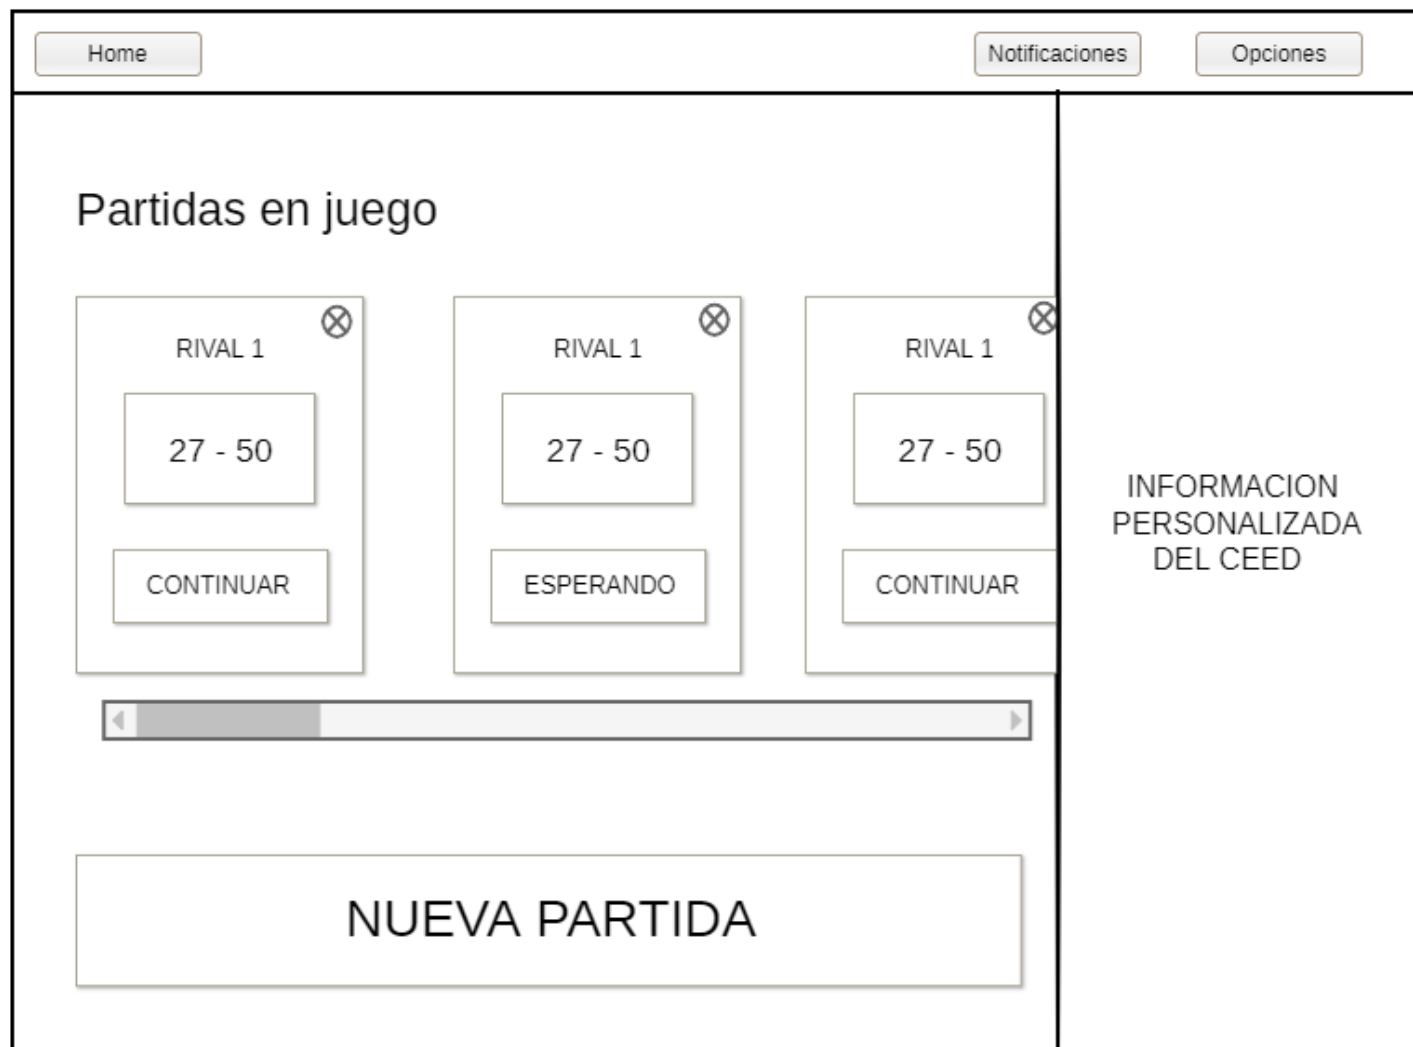 Home
Notificaciones
Opciones
Partidas en juego
RIVAL 1
27 - 50
CONTINUAR
RIVAL 1
27 - 50
ESPERANDO
RIVAL 1
27 - 50
CONTINUAR
NUEVA PARTIDA
INFORMACION
PERSONALIZADA
DEL CEED